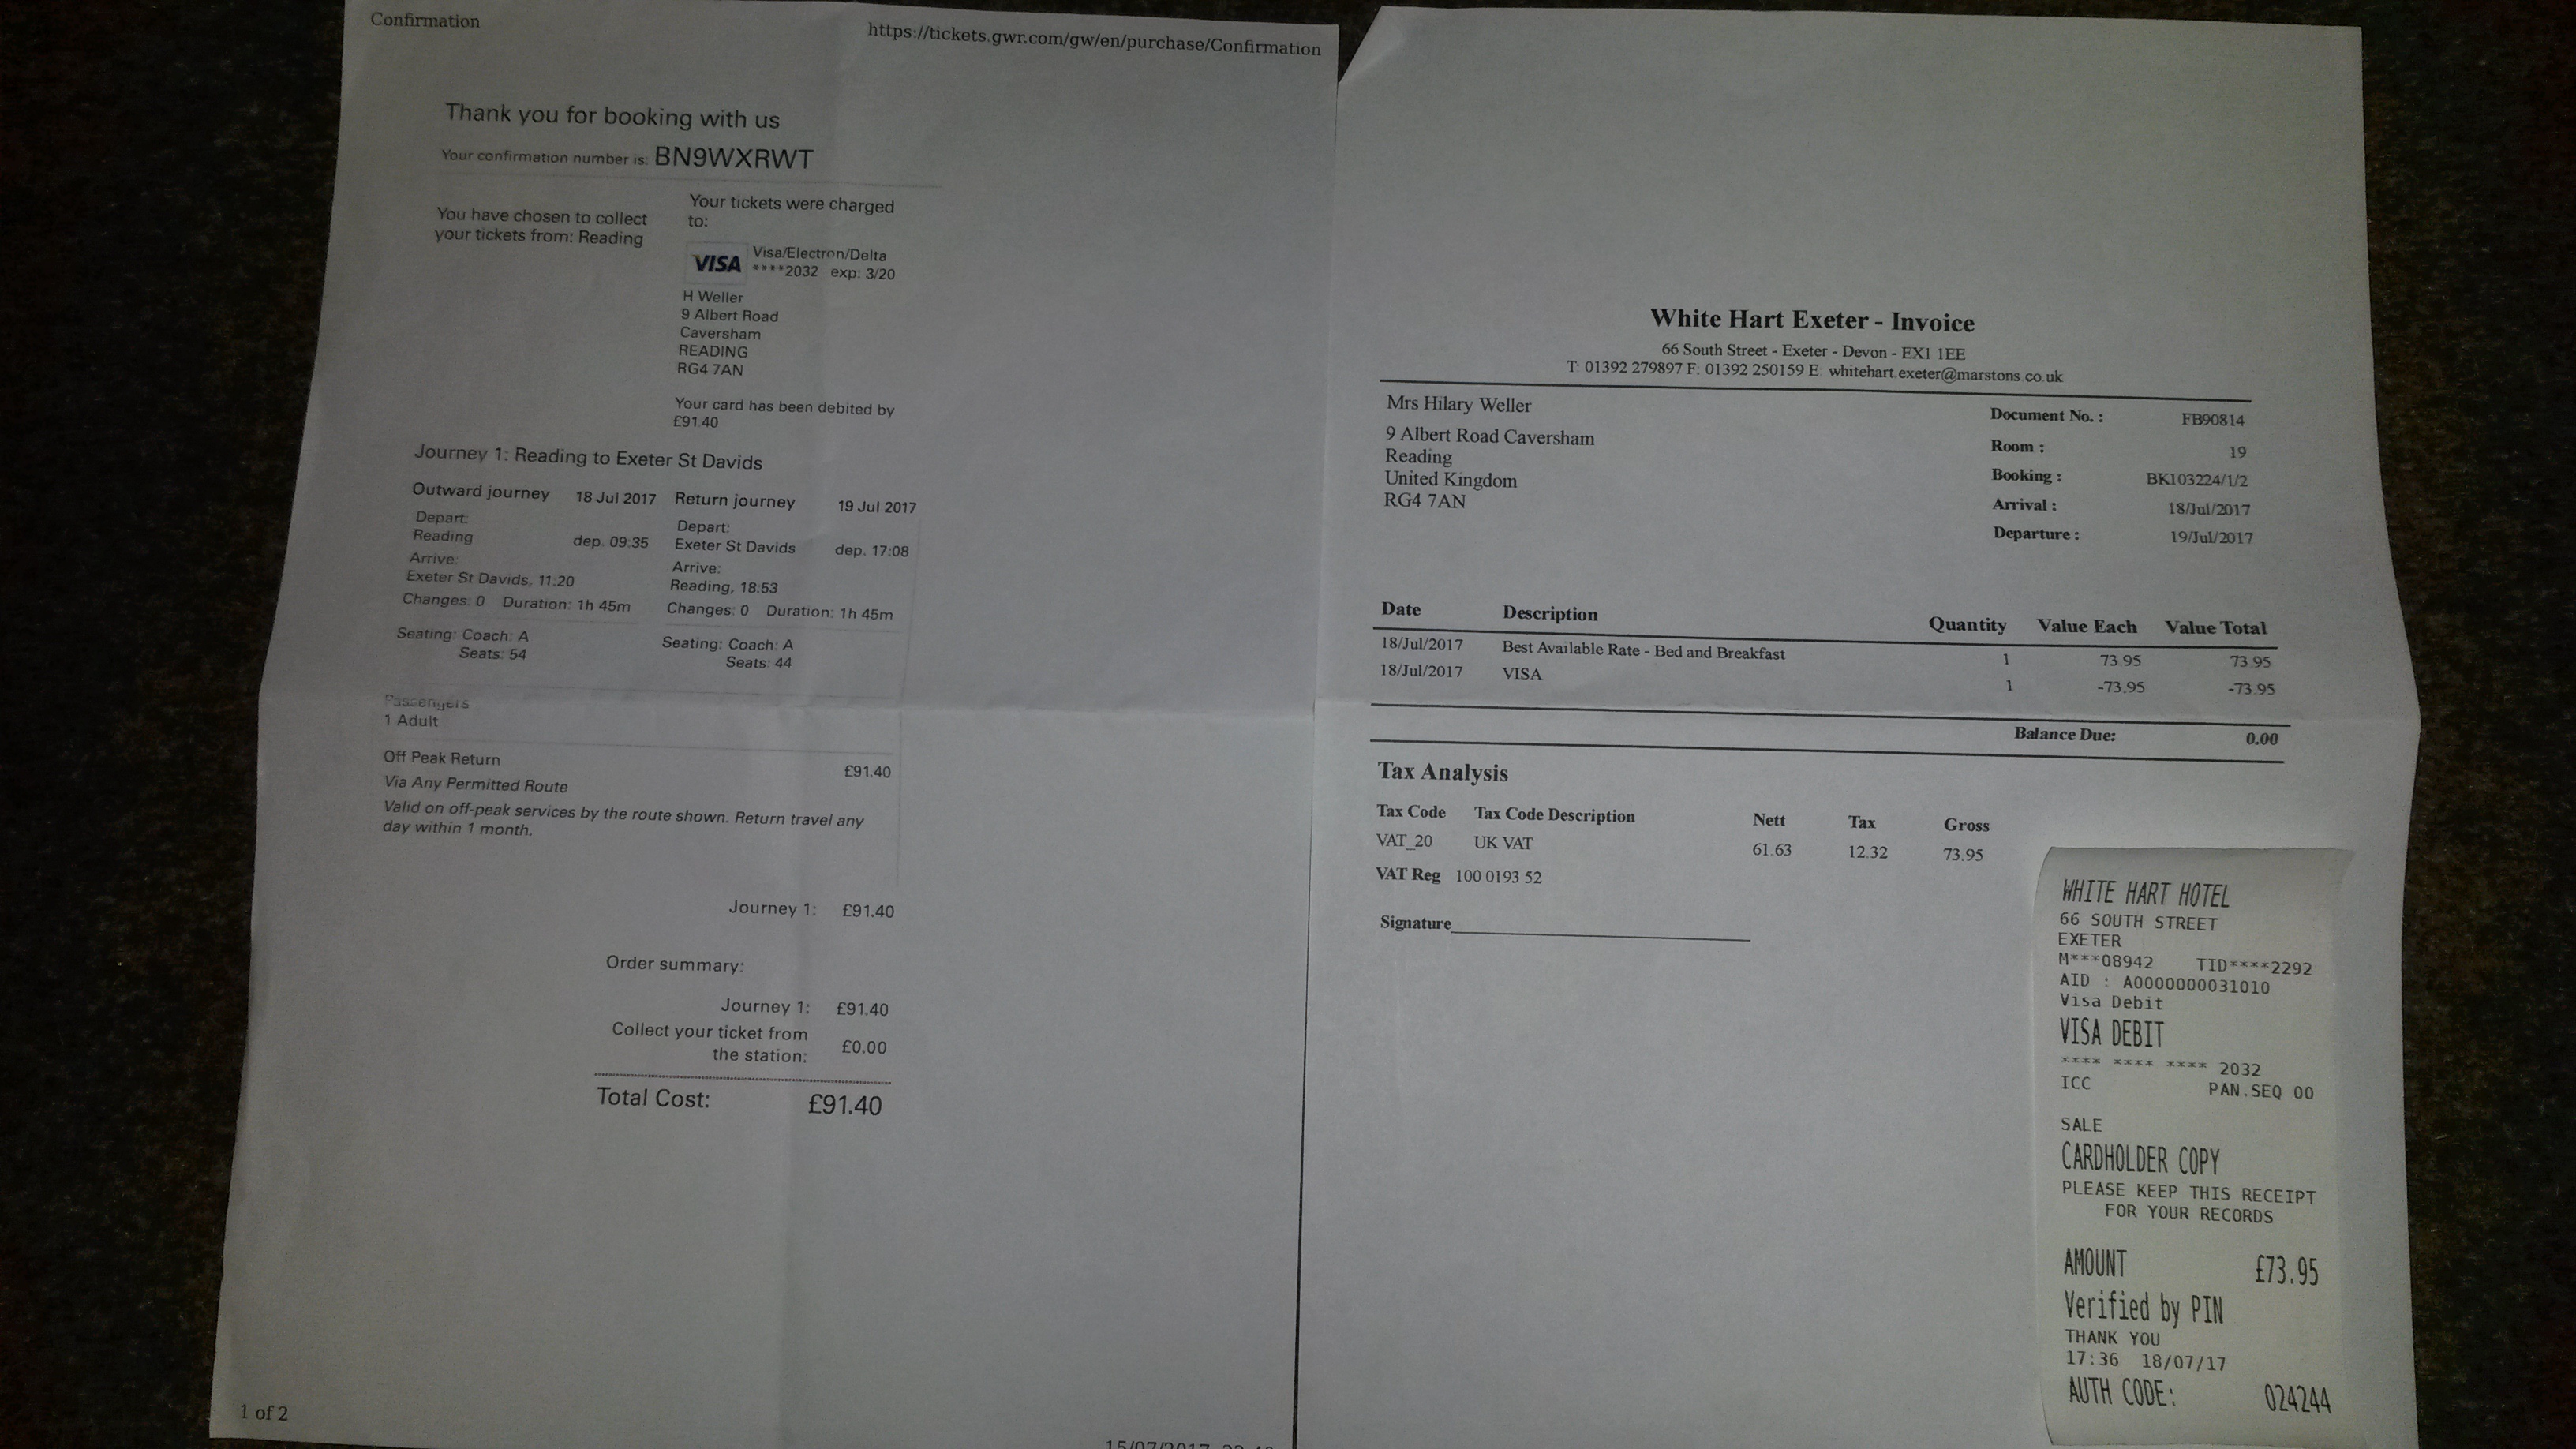 Confirmation
https://tickets.gwr.com/gw/en/purchase/Confirmation
Thank you for booking with us
Your confirmation number is: BN9WXRWT
You have chosen to collect
your tickets from: Reading
Your tickets were charged
to:
VISA
Visa/Electron/Delta
****2032 exp: 3/20
H Weller
9 Albert Road
Caversham
READING
RG4 7AN
Your card has been debited by
£91.40
Journey 1: Reading to Exeter St Davids
Outward journey 18 Jul 2017
Depart:
Reading dep. 09:35
Arrive:
Exeter St Davids, 11:20
Changes: 0 Duration: 1h 45m
Seating: Coach: A
Seats: 54
Return journey 19 Jul 2017
Depart:
Exeter St Davids dep. 17:08
Arrive:
Reading, 18:53
Changes: 0 Duration: 1h 45m
Seating: Coach: A
Seats: 44
Passengers
1 Adult
Off Peak Return £91.40
Via Any Permitted Route
Valid on off-peak services by the route shown. Return travel any
day within 1 month.
Journey 1: £91.40
Order summary:
Journey 1: £91.40
Collect your ticket from
the station: £0.00
Total Cost: £91.40
1 of 2
White Hart Exeter - Invoice
66 South Street - Exeter - Devon - EX1 1EE
T: 01392 279897 F: 01392 250159 E: whitehart.exeter@marstons.co.uk
Mrs Hilary Weller
9 Albert Road Caversham
Reading
United Kingdom
RG4 7AN
Document No. : FB90814
Room : 19
Booking : BK103224/1/2
Arrival : 18/Jul/2017
Departure : 19/Jul/2017
Date Description Quantity Value Each Value Total
18/Jul/2017 Best Available Rate - Bed and Breakfast 1 73.95 73.95
18/Jul/2017 VISA 1 -73.95 -73.95
Balance Due: 0.00
Tax Analysis
Tax Code Tax Code Description Nett Tax Gross
VAT_20 UK VAT 61.63 12.32 73.95
VAT Reg 100 0193 52
Signature
WHITE HART HOTEL
66 SOUTH STREET
EXETER
M***08942 TID****2292
AID : A0000000031010
Visa Debit
VISA DEBIT
**** **** **** 2032
ICC PAN.SEQ 00
SALE
CARDHOLDER COPY
PLEASE KEEP THIS RECEIPT
FOR YOUR RECORDS
AMOUNT £73.95
Verified by PIN
THANK YOU
17:36 18/07/17
AUTH CODE: 024244